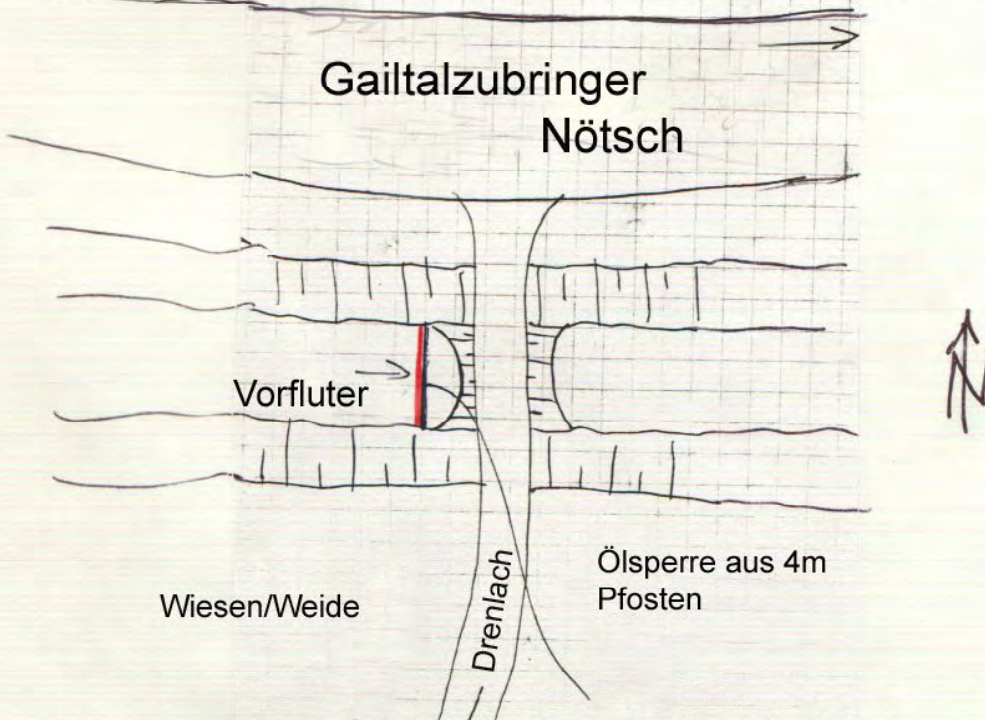 Gailtalzubringer
Nötsch
Vorfluter
N
Ölsperre aus 4m
Pfosten
Wiesen/Weide
Drenlach